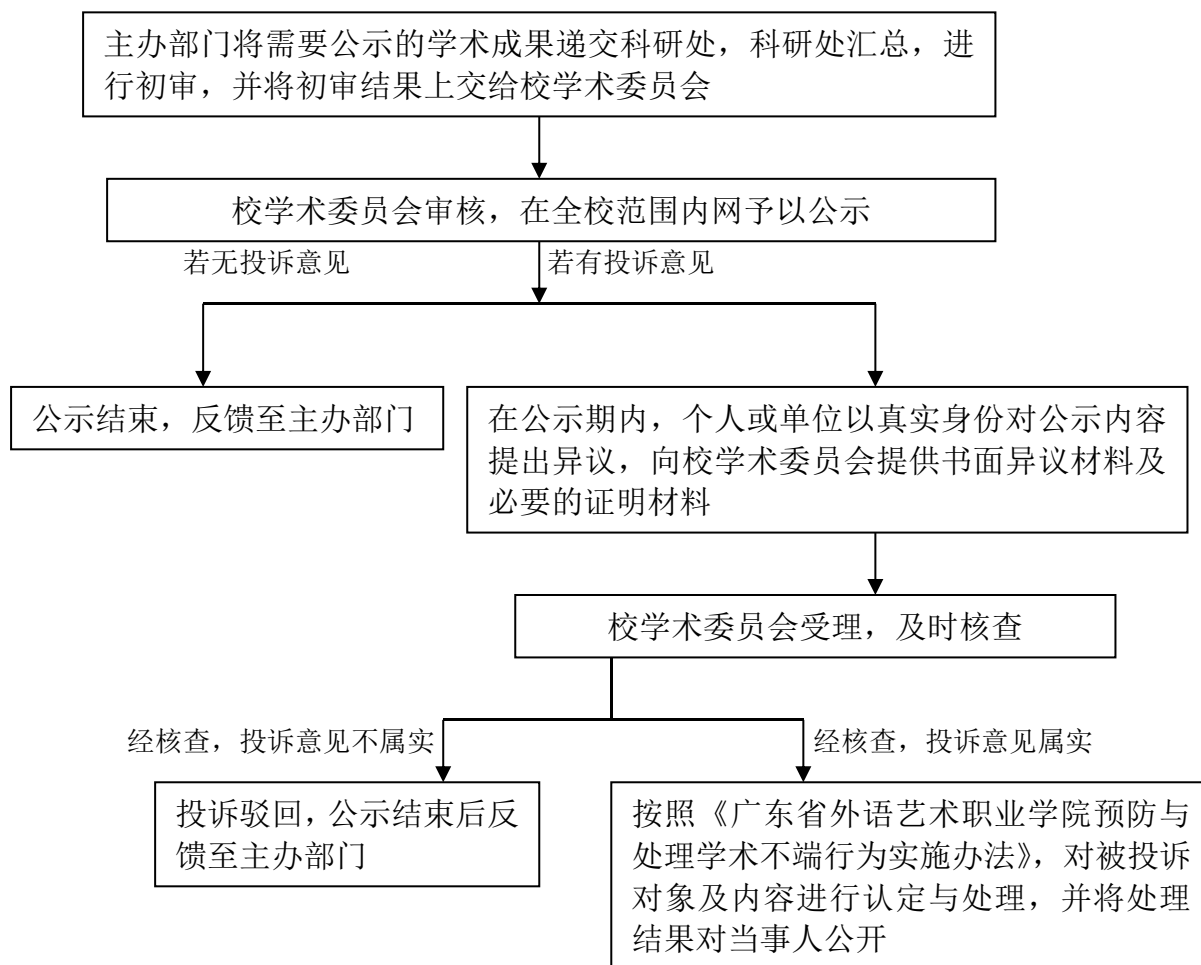 主办部门将需要公示的学术成果递交科研处，科研处汇总，进
行初审，并将初审结果上交给校学术委员会
校学术委员会审核，在全校范围内网予以公示
若无投诉意见
若有投诉意见
公示结束，反馈至主办部门
在公示期内，个人或单位以真实身份对公示内容
提出异议，向校学术委员会提供书面异议材料及
必要的证明材料
校学术委员会受理，及时核查
经核查，投诉意见不属实
经核查，投诉意见属实
投诉驳回，公示结束后反
馈至主办部门
按照《广东省外语艺术职业学院预防与
处理学术不端行为实施办法》，对被投诉
对象及内容进行认定与处理，并将处理
结果对当事人公开